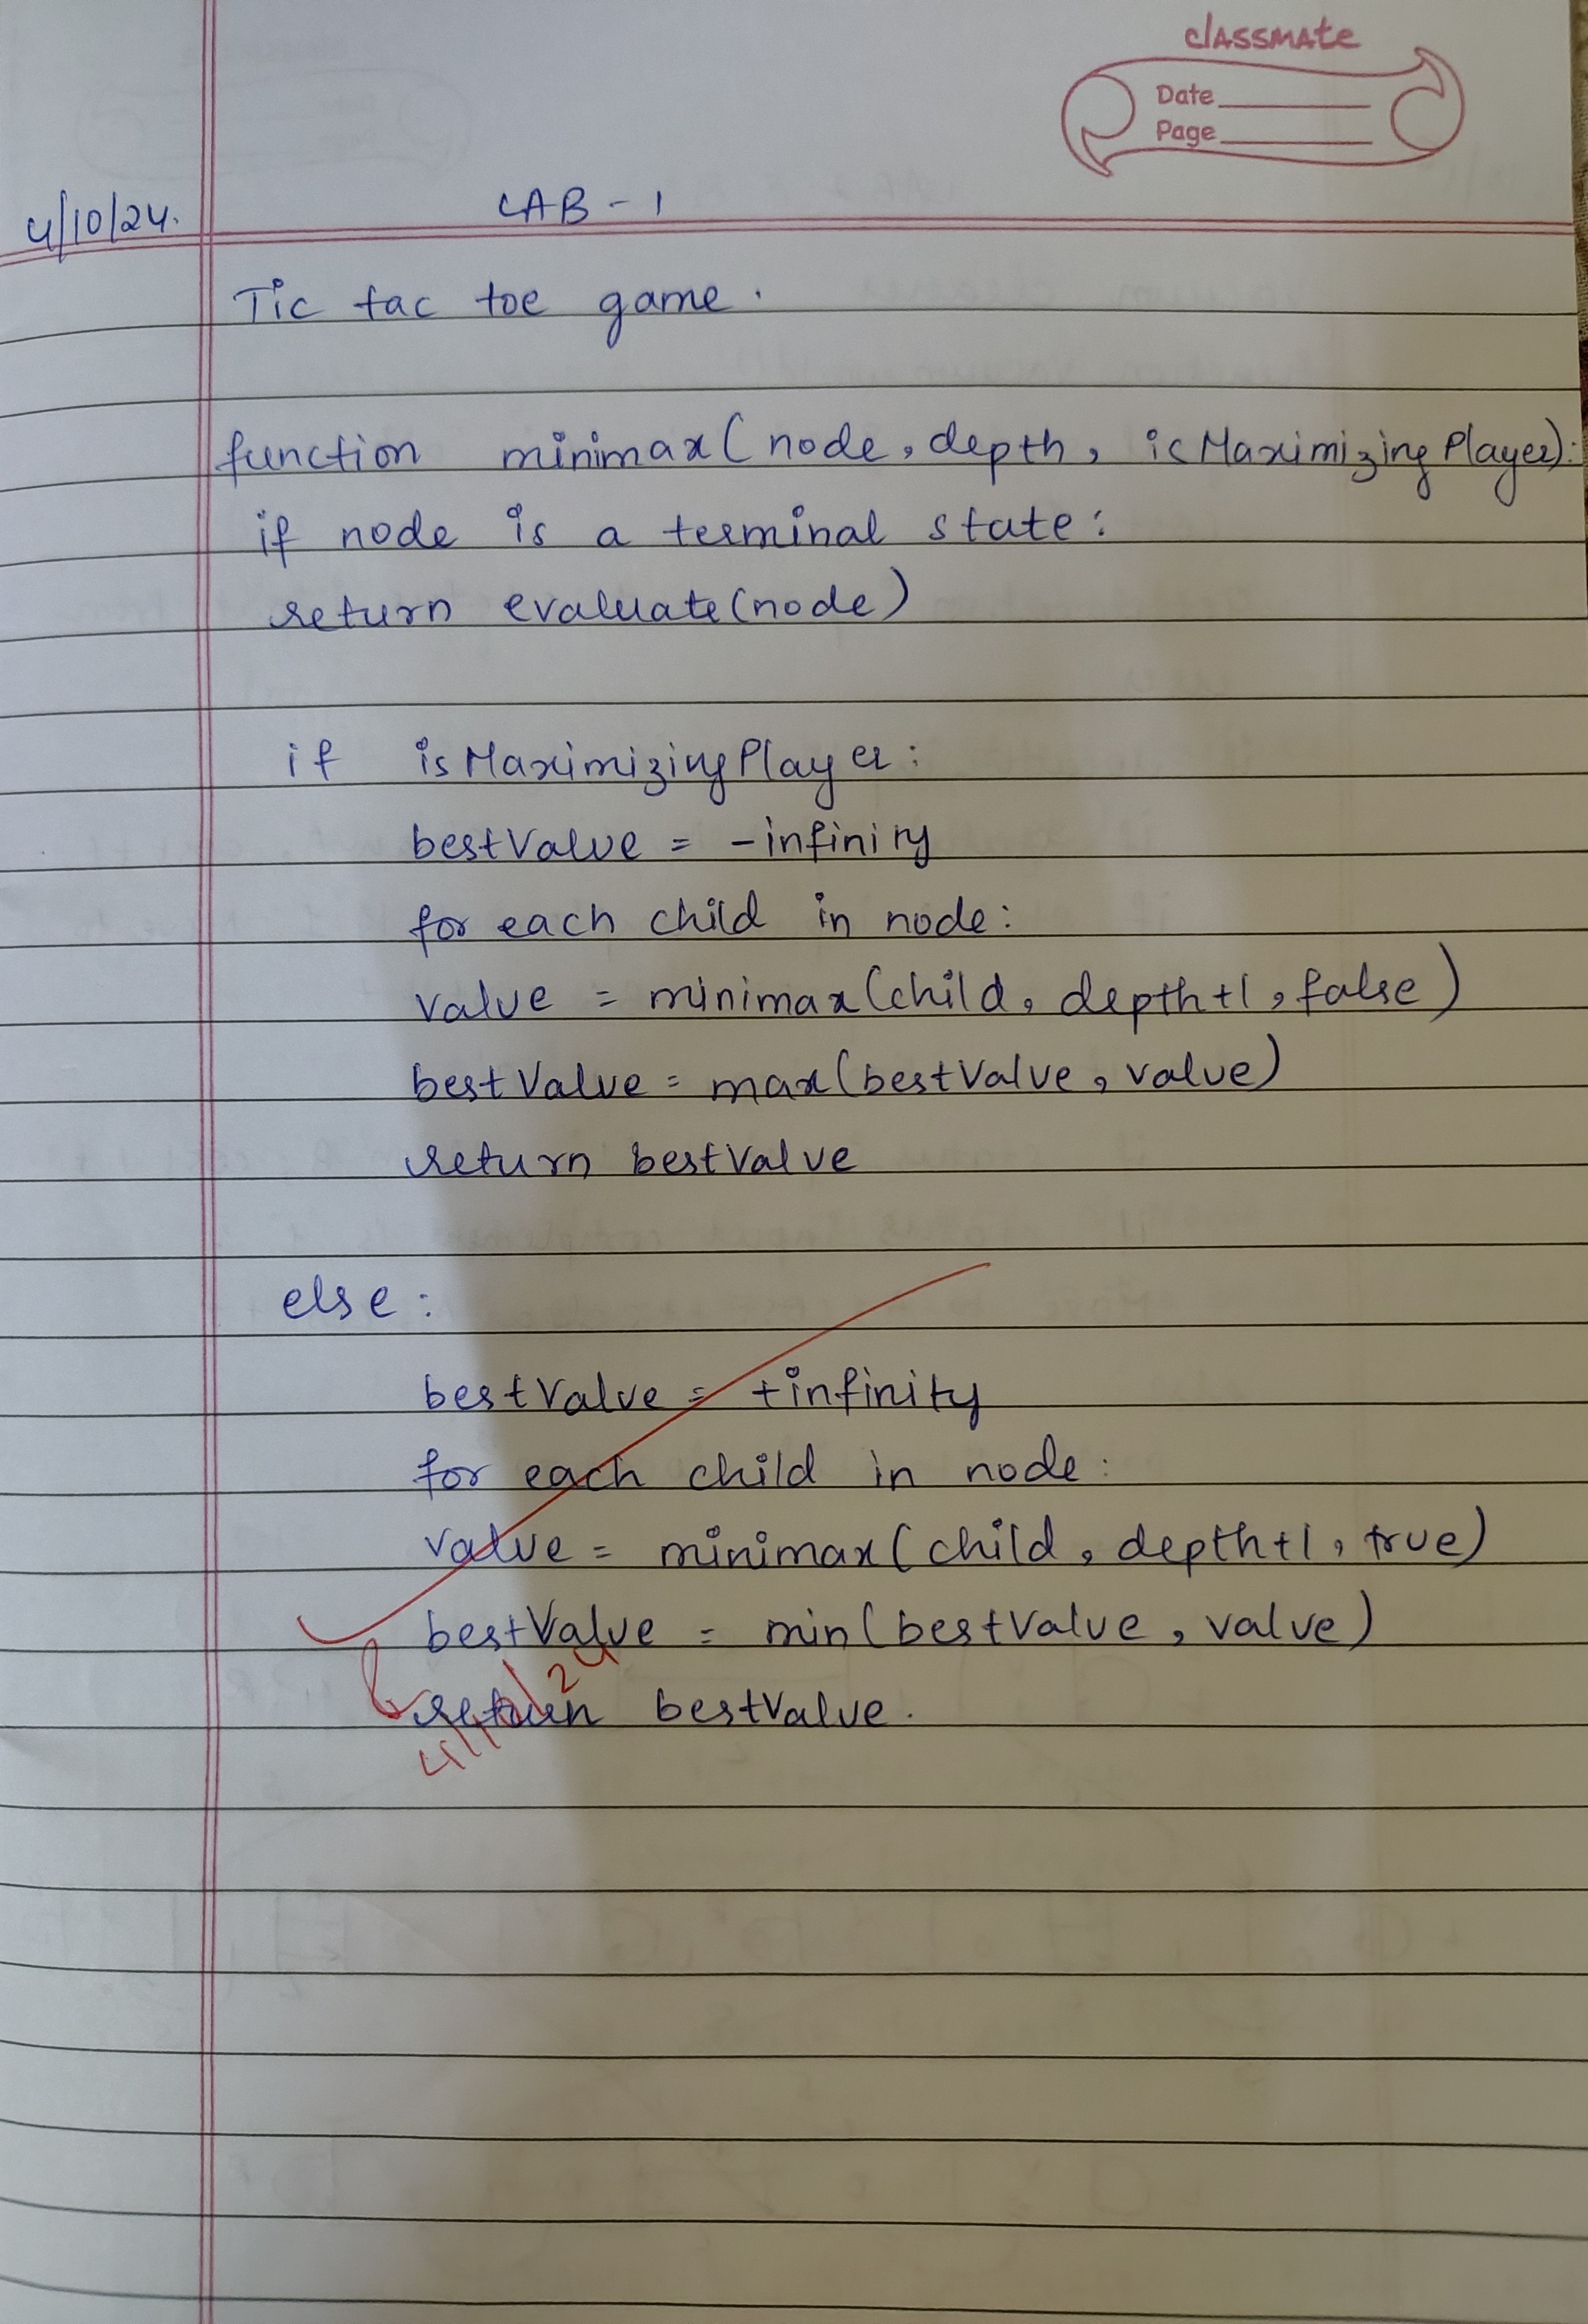 classmate
Date
Page
4/10/24.
LAB - 1
Tic tac toe game.
function minimax(node, depth, isMaximizingPlayer):
if node is a terminal state:
return evaluate(node)
if isMaximizingPlayer:
bestValue = -infinity
for each child in node:
value = minimax(child, depth+1, false)
bestValue = max(bestValue, value)
return bestValue
else:
bestValue = +infinity
for each child in node:
value = minimax(child, depth+1, true)
bestValue = min(bestValue, value)
return bestValue.
4/10/24